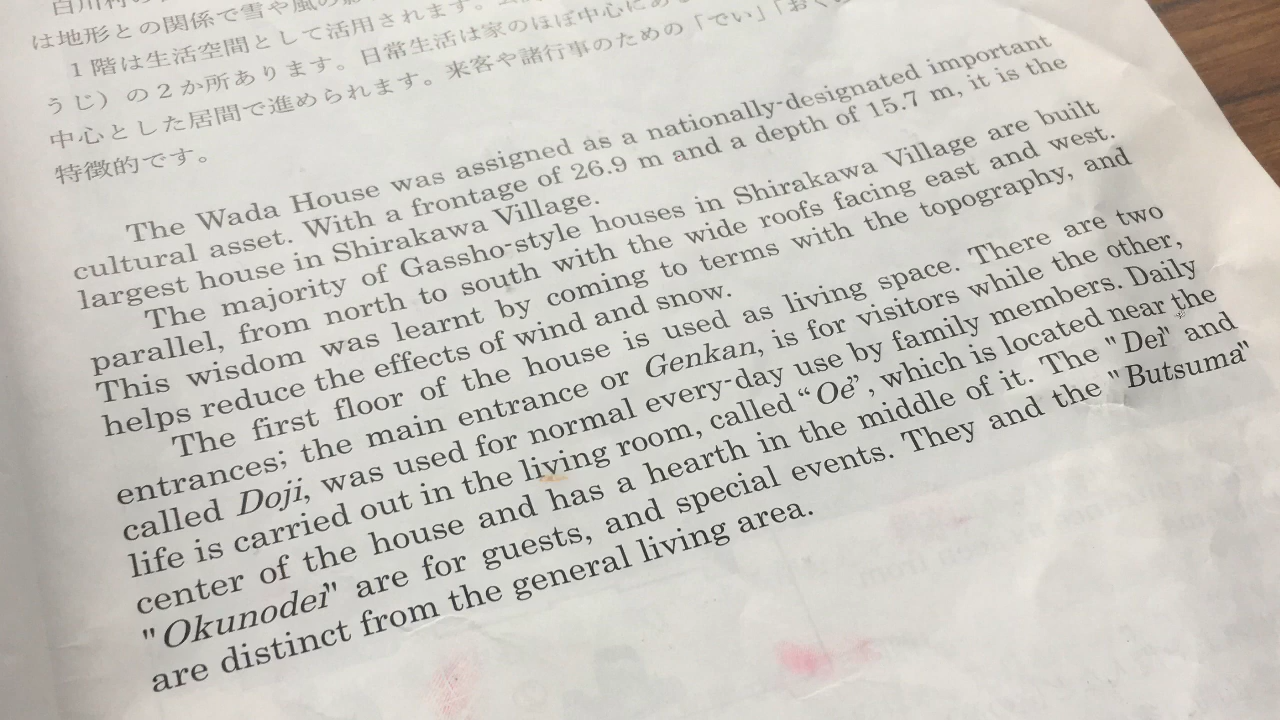 は地形との関係で雪や風の
1階は生活空間として活用されます。
うじ）の2か所あります。日常生活は家のほぼ中心に
中心とした居間で進められます。来客や諸行事のための「でい」「お
特徴的です。
The Wada House was assigned as a nationally-designated important
cultural asset. With a frontage of 26.9 m and a depth of 15.7 m, it is the
largest house in Shirakawa Village.
The majority of Gassho-style houses in Shirakawa Village are built
parallel, from north to south with the wide roofs facing east and west.
This wisdom was learnt by coming to terms with the topography, and
helps reduce the effects of wind and snow.
The first floor of the house is used as living space. There are two
entrances; the main entrance or Genkan, is for visitors while the other,
called Doji, was used for normal every-day use by family members. Daily
life is carried out in the living room, called “Oe”, which is located near the
center of the house and has a hearth in the middle of it. The "Dei" and
"Okunodei" are for guests, and special events. They and the "Butsuma"
are distinct from the general living area.